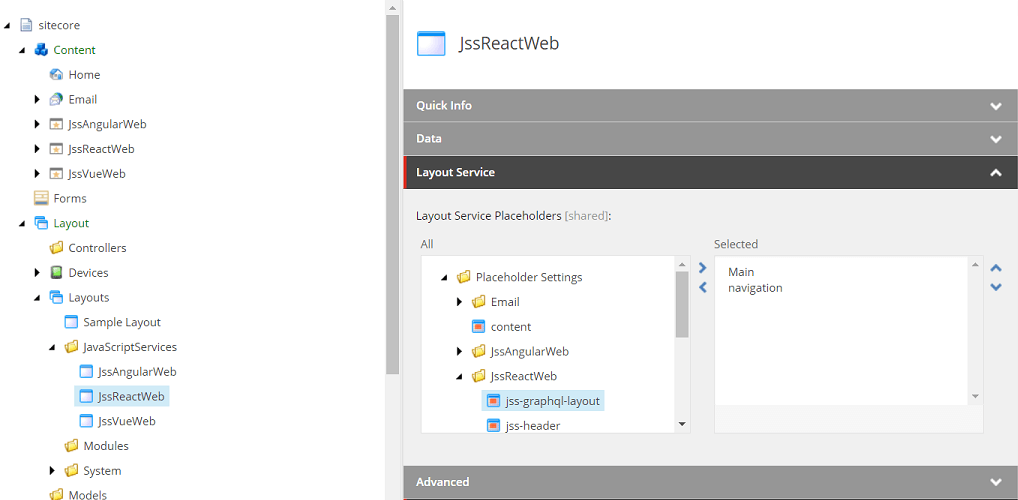 sitecore
Content
Home
Email
JssAngularWeb
JssReactWeb
JssVueWeb
Forms
Layout
Controllers
Devices
Layouts
Sample Layout
JavaScriptServices
JssAngularWeb
JssReactWeb
JssVueWeb
Modules
System
Models
JssReactWeb
Quick Info
Data
Layout Service
Layout Service Placeholders [shared]:
All
Placeholder Settings
Email
content
JssAngularWeb
JssReactWeb
jss-graphql-layout
jss-header
Selected
Main
navigation
Advanced